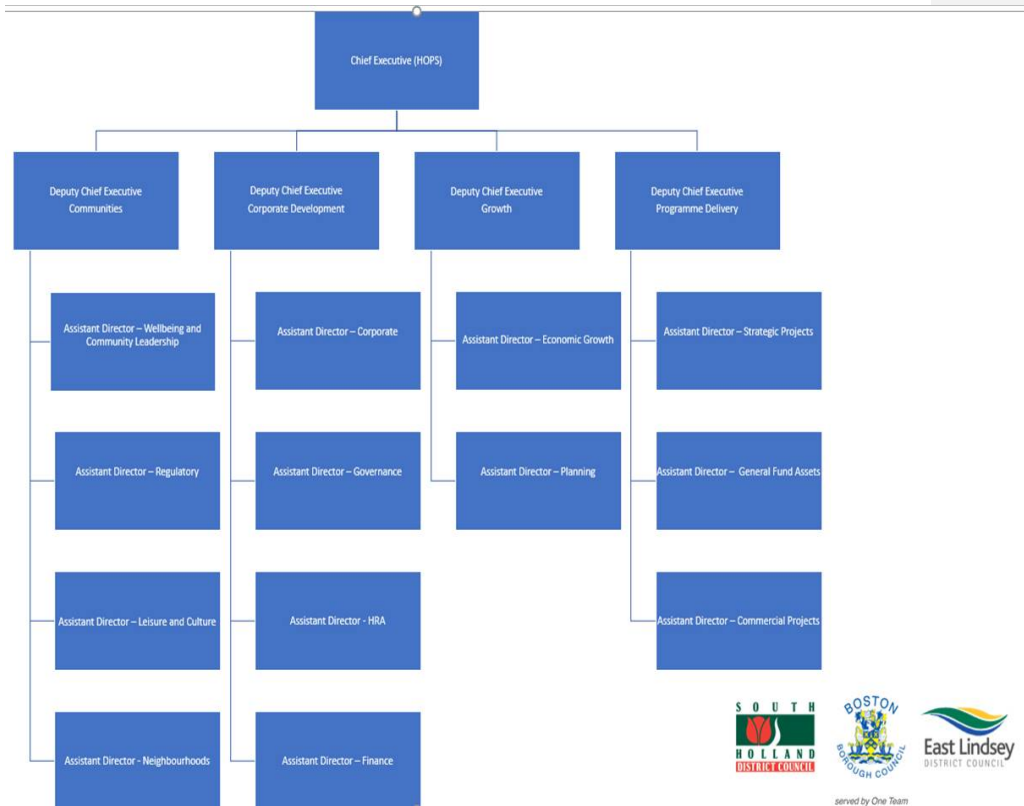 Chief Executive (HOPS)
Deputy Chief Executive
Communities
Deputy Chief Executive
Corporate Development
Deputy Chief Executive
Growth
Deputy Chief Executive
Programme Delivery
Assistant Director – Wellbeing and
Community Leadership
Assistant Director – Corporate
Assistant Director – Economic Growth
Assistant Director – Strategic Projects
Assistant Director – Regulatory
Assistant Director – Governance
Assistant Director – Planning
Assistant Director – General Fund Assets
Assistant Director – Leisure and Culture
Assistant Director - HRA
Assistant Director – Commercial Projects
Assistant Director - Neighbourhoods
Assistant Director – Finance
SOUTH
HOLLAND
DISTRICT COUNCIL
BOSTON
BOROUGH COUNCIL
East Lindsey
DISTRICT COUNCIL
served by One Team